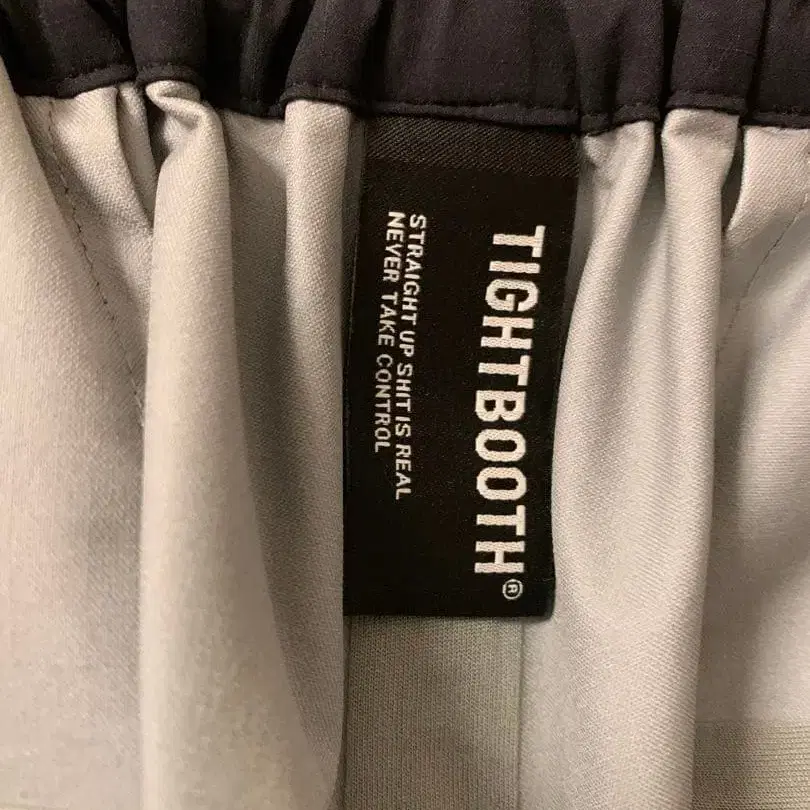 TIGHTBOOTH®
STRAIGHT UP SHIT IS REAL
NEVER TAKE CONTROL